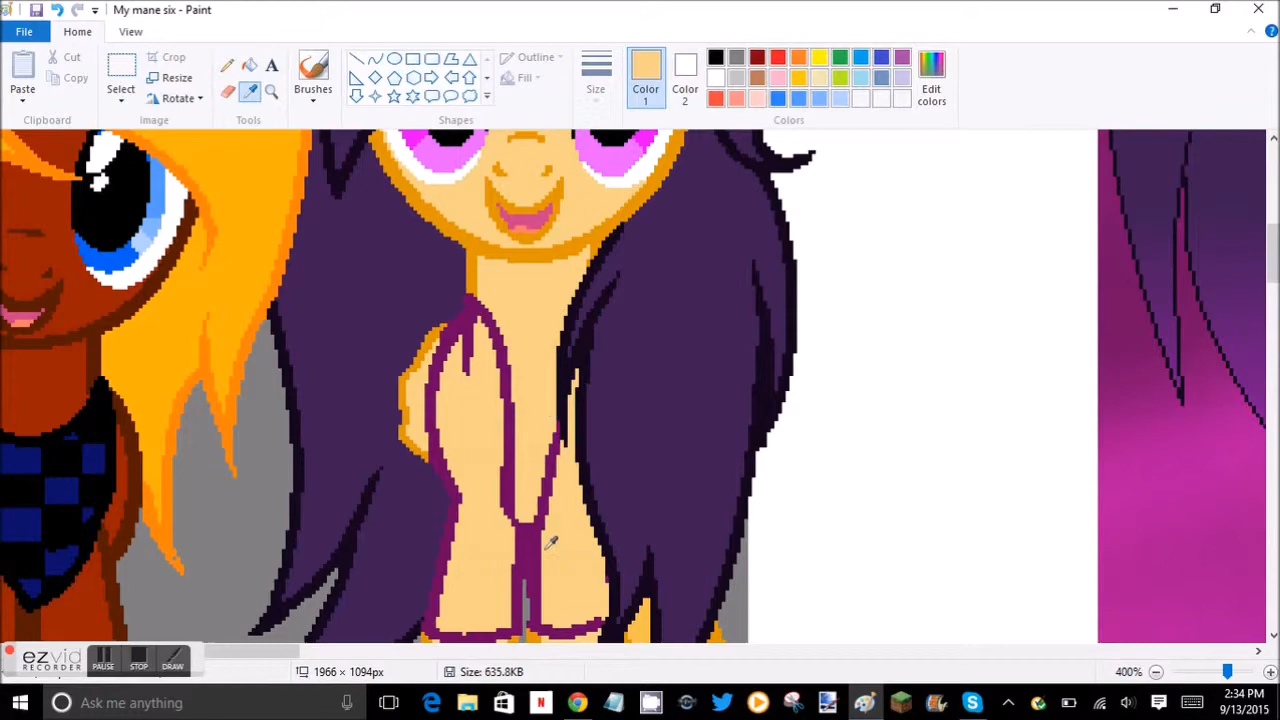 My mane six - Paint
File Home View
Paste Cut Copy Clipboard
Select Crop Resize Rotate Image
Tools
Brushes
Outline Fill Shapes
Size
Color 1 Color 2
Edit colors
Colors
ezvid
RECORDER
PAUSE STOP DRAW
1966 × 1094px Size: 635.8KB 400%
Ask me anything
2:34 PM
9/13/2015